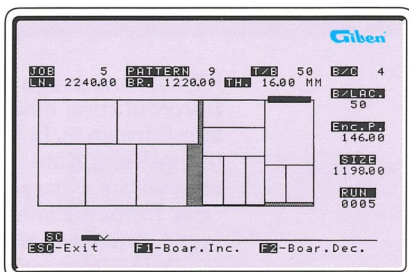 Giben
JOB 5 PATTERN 9 T/B 50 B/C 4
LN. 2240.00 BR. 1220.00 TH. 16.00 MM
B/LAC.
50
Enc.P.
146.00
SIZE
1198.00
RUN
0005
SC
ESC-Exit F1-Boar.Inc. F2-Boar.Dec.